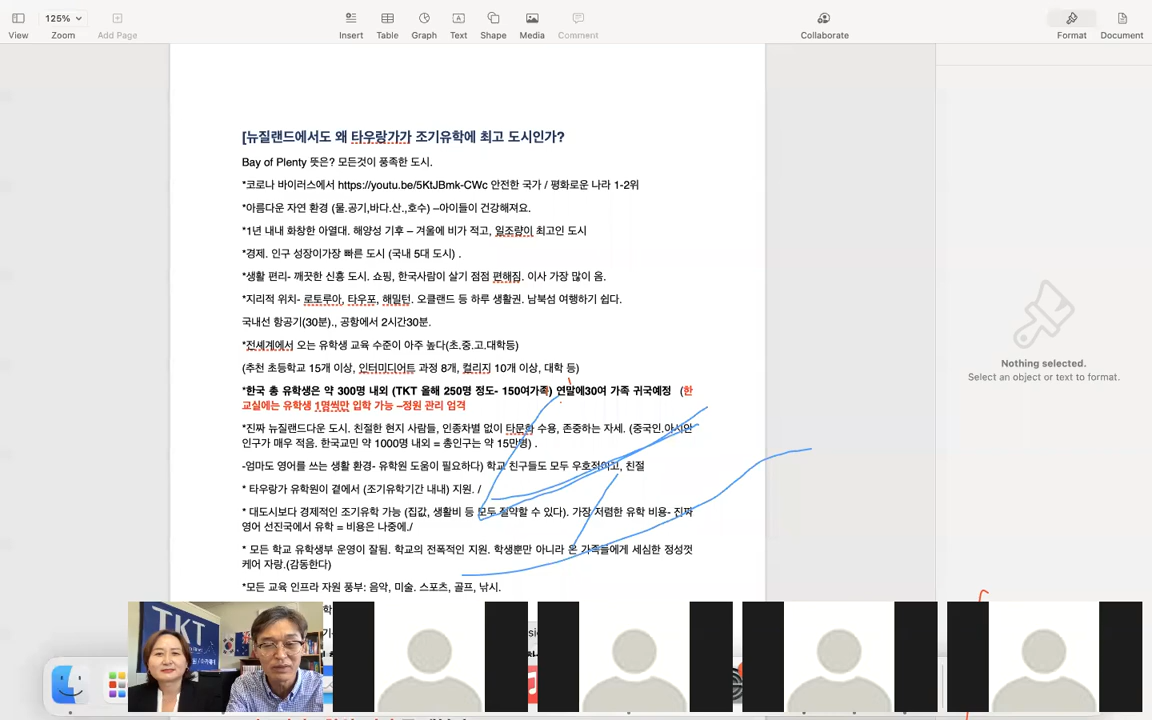 125%
View
Zoom
Add Page
Insert
Table
Graph
Text
Shape
Media
Comment
Collaborate
Format
Document
[뉴질랜드에서도 왜 타우랑가가 조기유학에 최고 도시인가?
Bay of Plenty 뜻은? 모든것이 풍족한 도시.
*코로나 바이러스에서 https://youtu.be/5KtJBmk-CWc 안전한 국가 / 평화로운 나라 1-2위
*아름다운 자연 환경 (물.공기,바다.산.,호수) –아이들이 건강해져요.
*1년 내내 화창한 아열대. 해양성 기후 – 겨울에 비가 적고, 일조량이 최고인 도시
*경제. 인구 성장이가장 빠른 도시 (국내 5대 도시) .
*생활 편리- 깨끗한 신흥 도시. 쇼핑, 한국사람이 살기 점점 편해짐. 이사 가장 많이 옴.
*지리적 위치- 로토루아, 타우포, 해밀턴. 오클랜드 등 하루 생활권. 남북섬 여행하기 쉽다.
국내선 항공기(30분)., 공항에서 2시간30분.
*전세계에서 오는 유학생 교육 수준이 아주 높다(초.중.고.대학등)
(추천 초등학교 15개 이상, 인터미디어트 과정 8개, 컬리지 10개 이상, 대학 등)
*한국 총 유학생은 약 300명 내외 (TKT 올해 250명 정도- 150여가족) 연말에30여 가족 귀국예정 (한
교실에는 유학생 1명씩만 입학 가능 –정원 관리 엄격
*진짜 뉴질랜드다운 도시. 친절한 현지 사람들, 인종차별 없이 타문화 수용, 존중하는 자세. (중국인.아시안
인구가 매우 적음. 한국교민 약 1000명 내외 = 총인구는 약 15만명) .
-엄마도 영어를 쓰는 생활 환경- 유학원 도움이 필요하다) 학교 친구들도 모두 우호적이고, 친절
* 타우랑가 유학원이 곁에서 (조기유학기간 내내) 지원. /
* 대도시보다 경제적인 조기유학 가능 (집값, 생활비 등 모두 절약할 수 있다). 가장 저렴한 유학 비용- 진짜
영어 선진국에서 유학 = 비용은 나중에./
* 모든 학교 유학생부 운영이 잘됨. 학교의 전폭적인 지원. 학생뿐만 아니라 온 가족들에게 세심한 정성껏
케어 자랑.(감동한다)
*모든 교육 인프라 자원 풍부: 음악, 미술. 스포츠, 골프, 낚시.
Nothing selected.
Select an object or text to format.
TKT